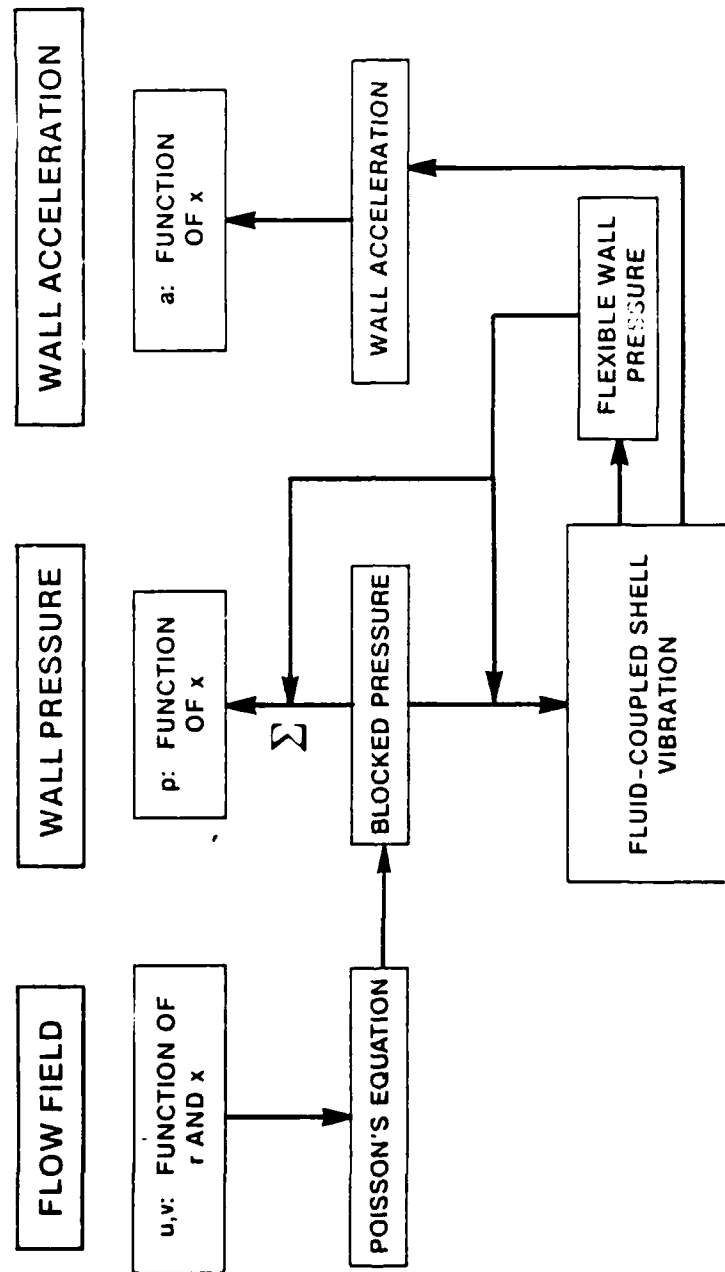 FLOW FIELD
WALL PRESSURE
WALL ACCELERATION
u,v: FUNCTION OF
r AND x
p: FUNCTION
OF x
a: FUNCTION
OF x
Σ
POISSON'S EQUATION
BLOCKED PRESSURE
WALL ACCELERATION
FLUID-COUPLED SHELL
VIBRATION
FLEXIBLE WALL
PRESSURE